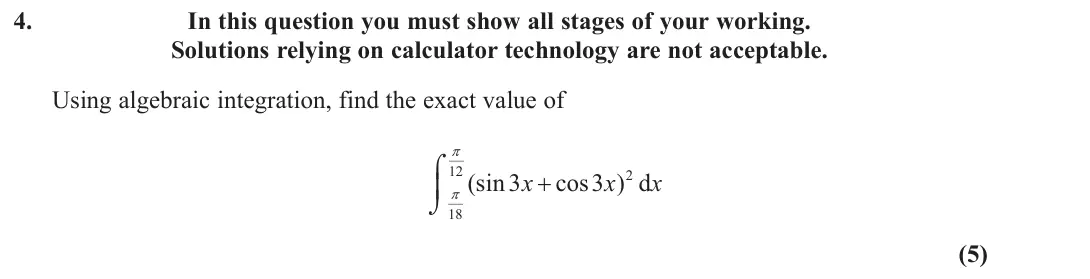 4. In this question you must show all stages of your working.
Solutions relying on calculator technology are not acceptable.
Using algebraic integration, find the exact value of
∫_{π/18}^{π/12} (sin 3x + cos 3x)² dx
(5)